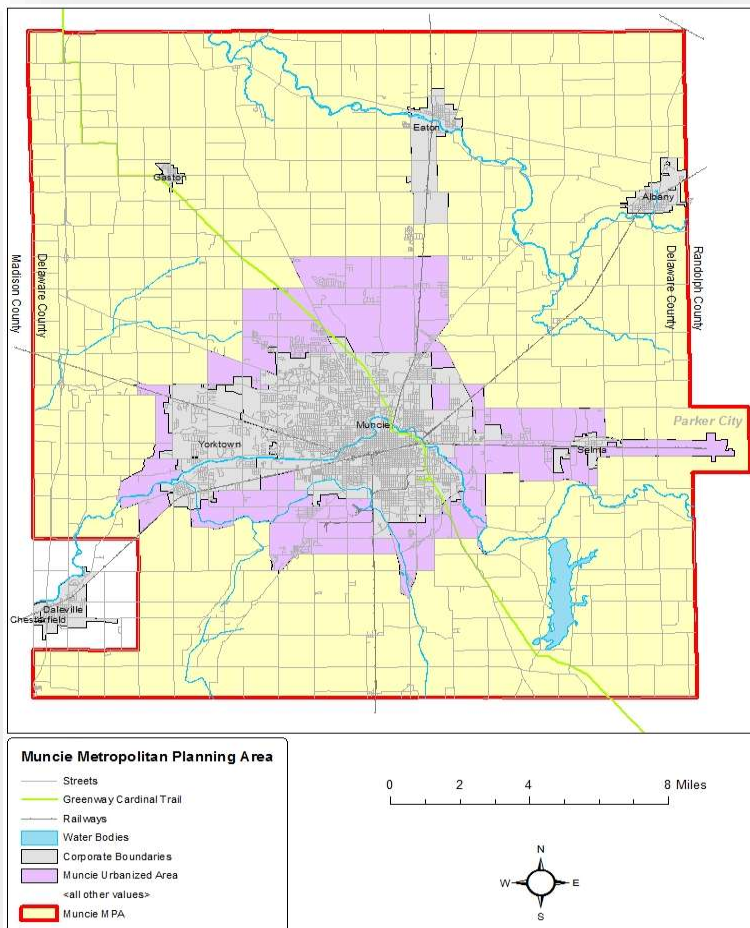 Eaton
Gaston
Albany
Madison County
Delaware County
Delaware County
Randolph County
Muncie
Parker City
Yorktown
Selma
Daleville
Chesterfield
Muncie Metropolitan Planning Area
Streets
Greenway Cardinal Trail
Railways
Water Bodies
Corporate Boundaries
Muncie Urbanized Area
<all other values>
Muncie MPA
0 2 4 8 Miles
N
W E
S